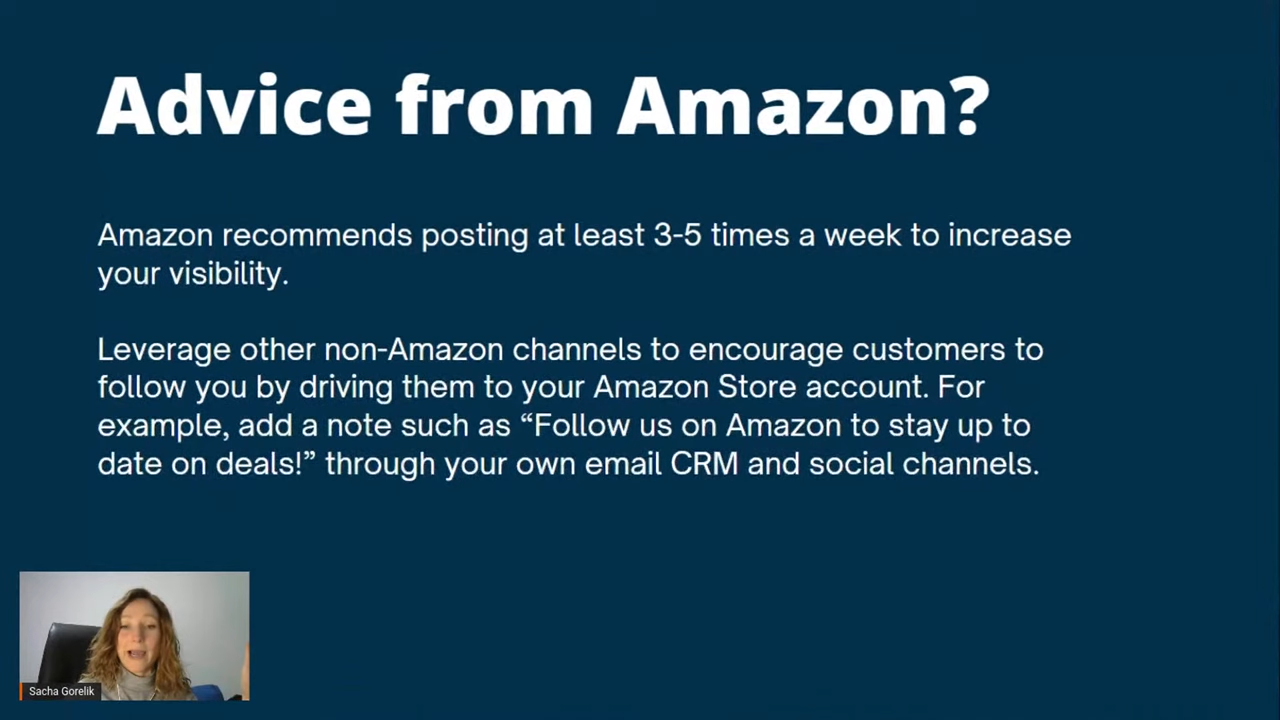 Advice from Amazon?
Amazon recommends posting at least 3-5 times a week to increase
your visibility.
Leverage other non-Amazon channels to encourage customers to
follow you by driving them to your Amazon Store account. For
example, add a note such as “Follow us on Amazon to stay up to
date on deals!” through your own email CRM and social channels.
Sacha Gorelik